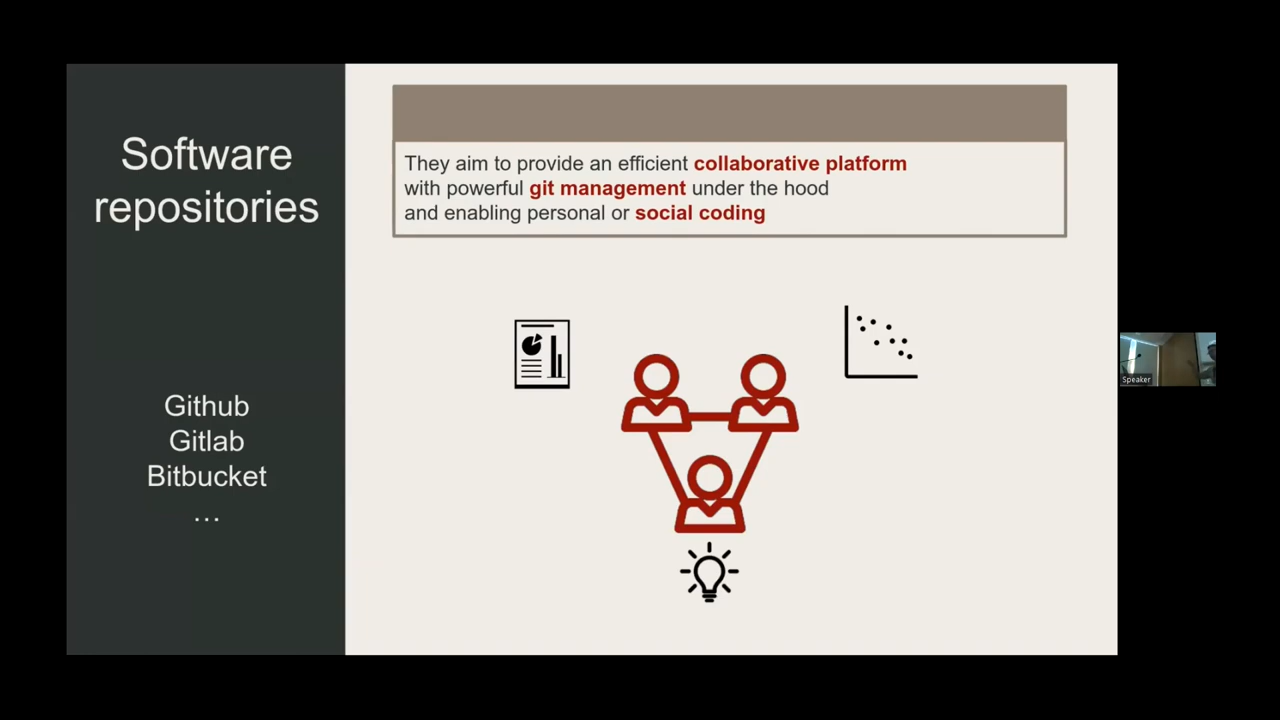 Software
repositories
Github
Gitlab
Bitbucket
…
They aim to provide an efficient collaborative platform
with powerful git management under the hood
and enabling personal or social coding
Speaker